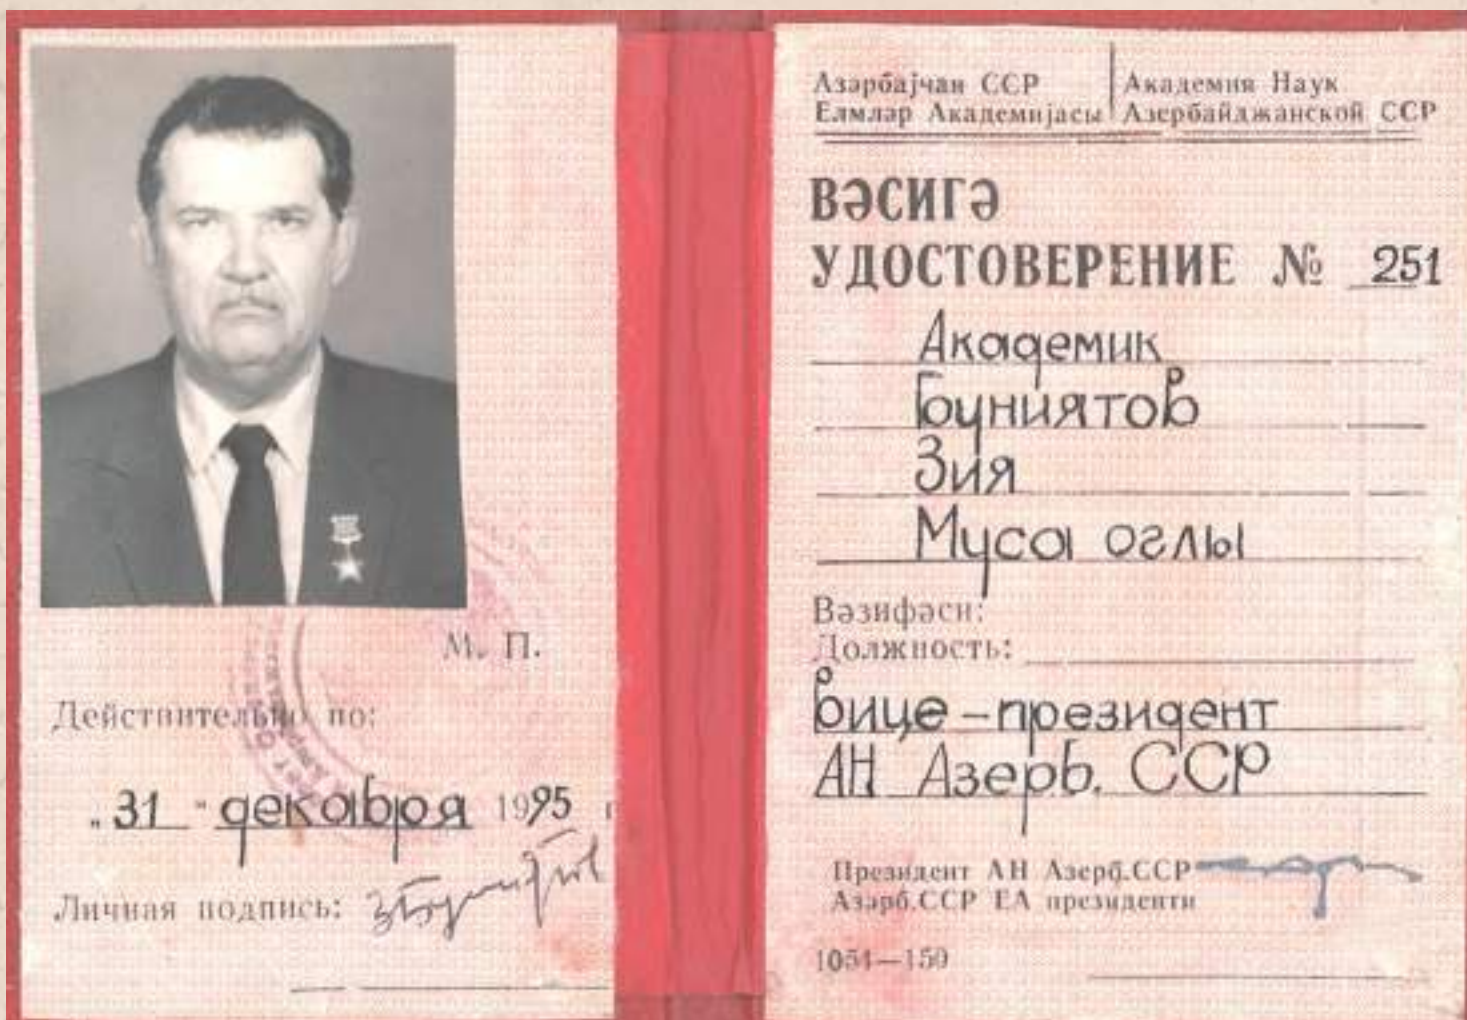 М. П.
Действительно по:
„ 31 " декабря 1995 г
Личная подпись:
Азәрбајҹан ССР
Елмләр Академијасы
Академия Наук
Азербайджанской ССР
ВӘСИГӘ
УДОСТОВЕРЕНИЕ № 251
Академик
Буниятов
Зия
Муса оглы
Вәзифәси:
Должность:
вице-президент
АН Азерб. ССР
Президент АН Азерб.ССР
Азәрб.ССР ЕА президенти
1051—150